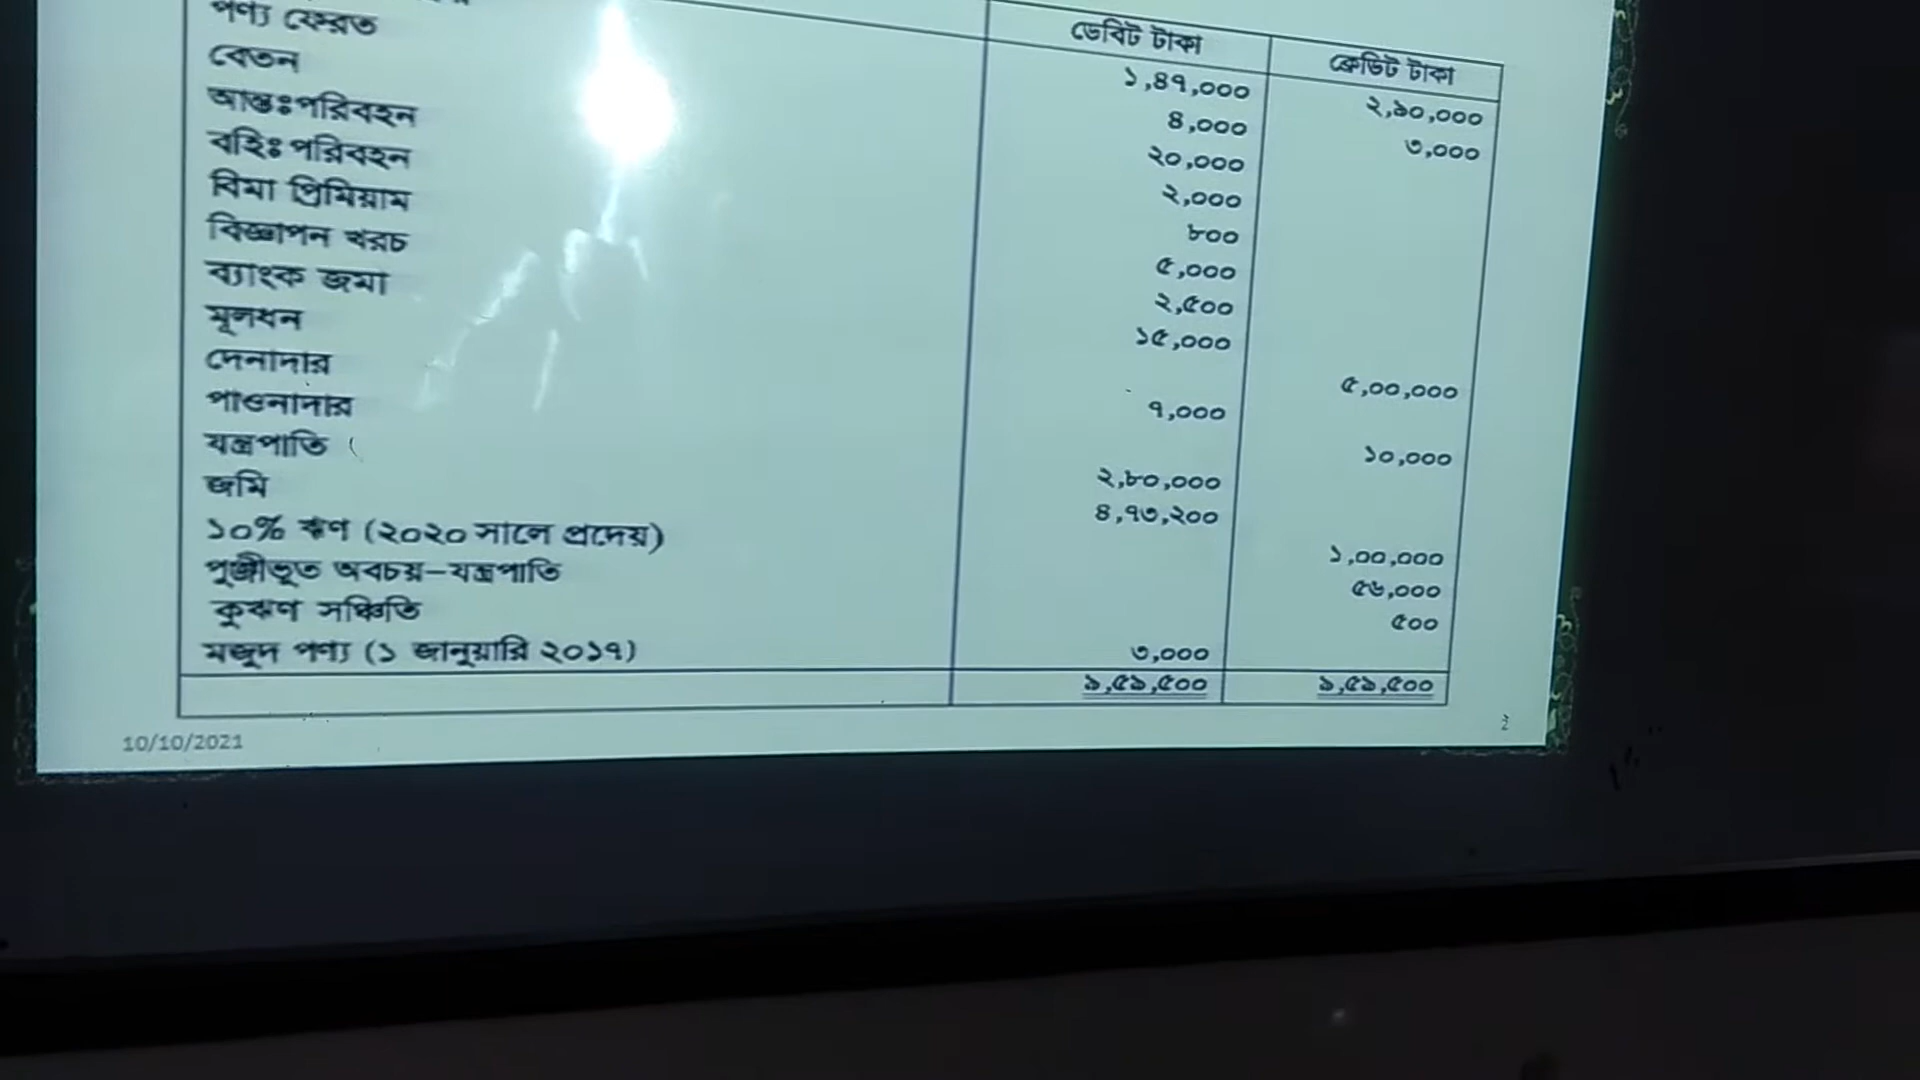 ডেবিট টাকা ক্রেডিট টাকা
পণ্য ফেরত ১,৪৭,০০০ ২,৯০,০০০
বেতন ৪,০০০ ৩,০০০
আন্তঃপরিবহন ২০,০০০
বহিঃ পরিবহন ২,০০০
বিমা প্রিমিয়াম ৮০০
বিজ্ঞাপন খরচ ৫,০০০
ব্যাংক জমা ২,৫০০
মূলধন ১৫,০০০
দেনাদার ৫,০০,০০০
পাওনাদার ৭,০০০
যন্ত্রপাতি ১০,০০০
জমি ২,৮০,০০০
১০% ঋণ (২০২০ সালে প্রদেয়) ৪,৭৩,২০০
পুঞ্জীভূত অবচয়–যন্ত্রপাতি ১,০০,০০০
৫৬,০০০
কুঋণ সঞ্চিতি ৫০০
মজুদ পণ্য (১ জানুয়ারি ২০১৭) ৩,০০০
৯,৫৯,৫০০ ৯,৫৯,৫০০
10/10/2021 2